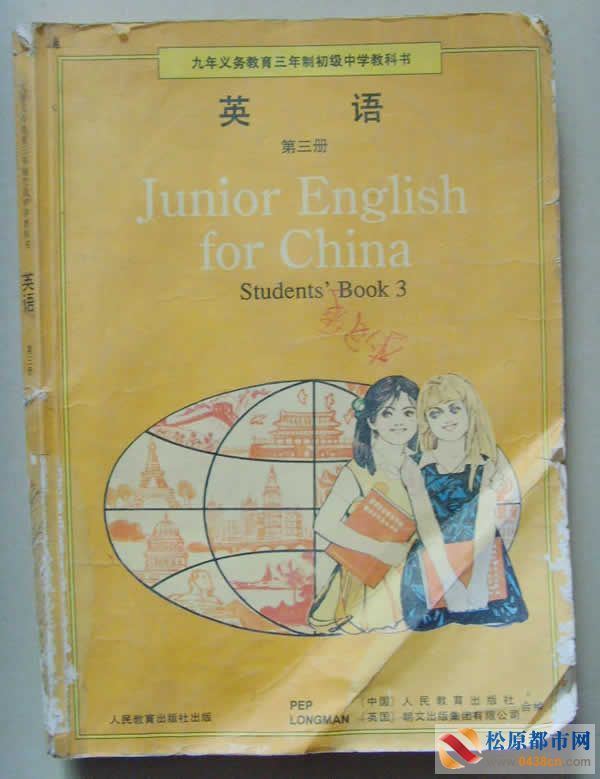 九年义务教育三年制初级中学教科书
英 语
第三册
Junior English
for China
Students' Book 3
英语
人民教育出版社出版
PEP
LONGMAN
〔中国〕人民教育出版社
〔英国〕朗文出版集团有限公司
合编
松原都市网
www.0438cn.com